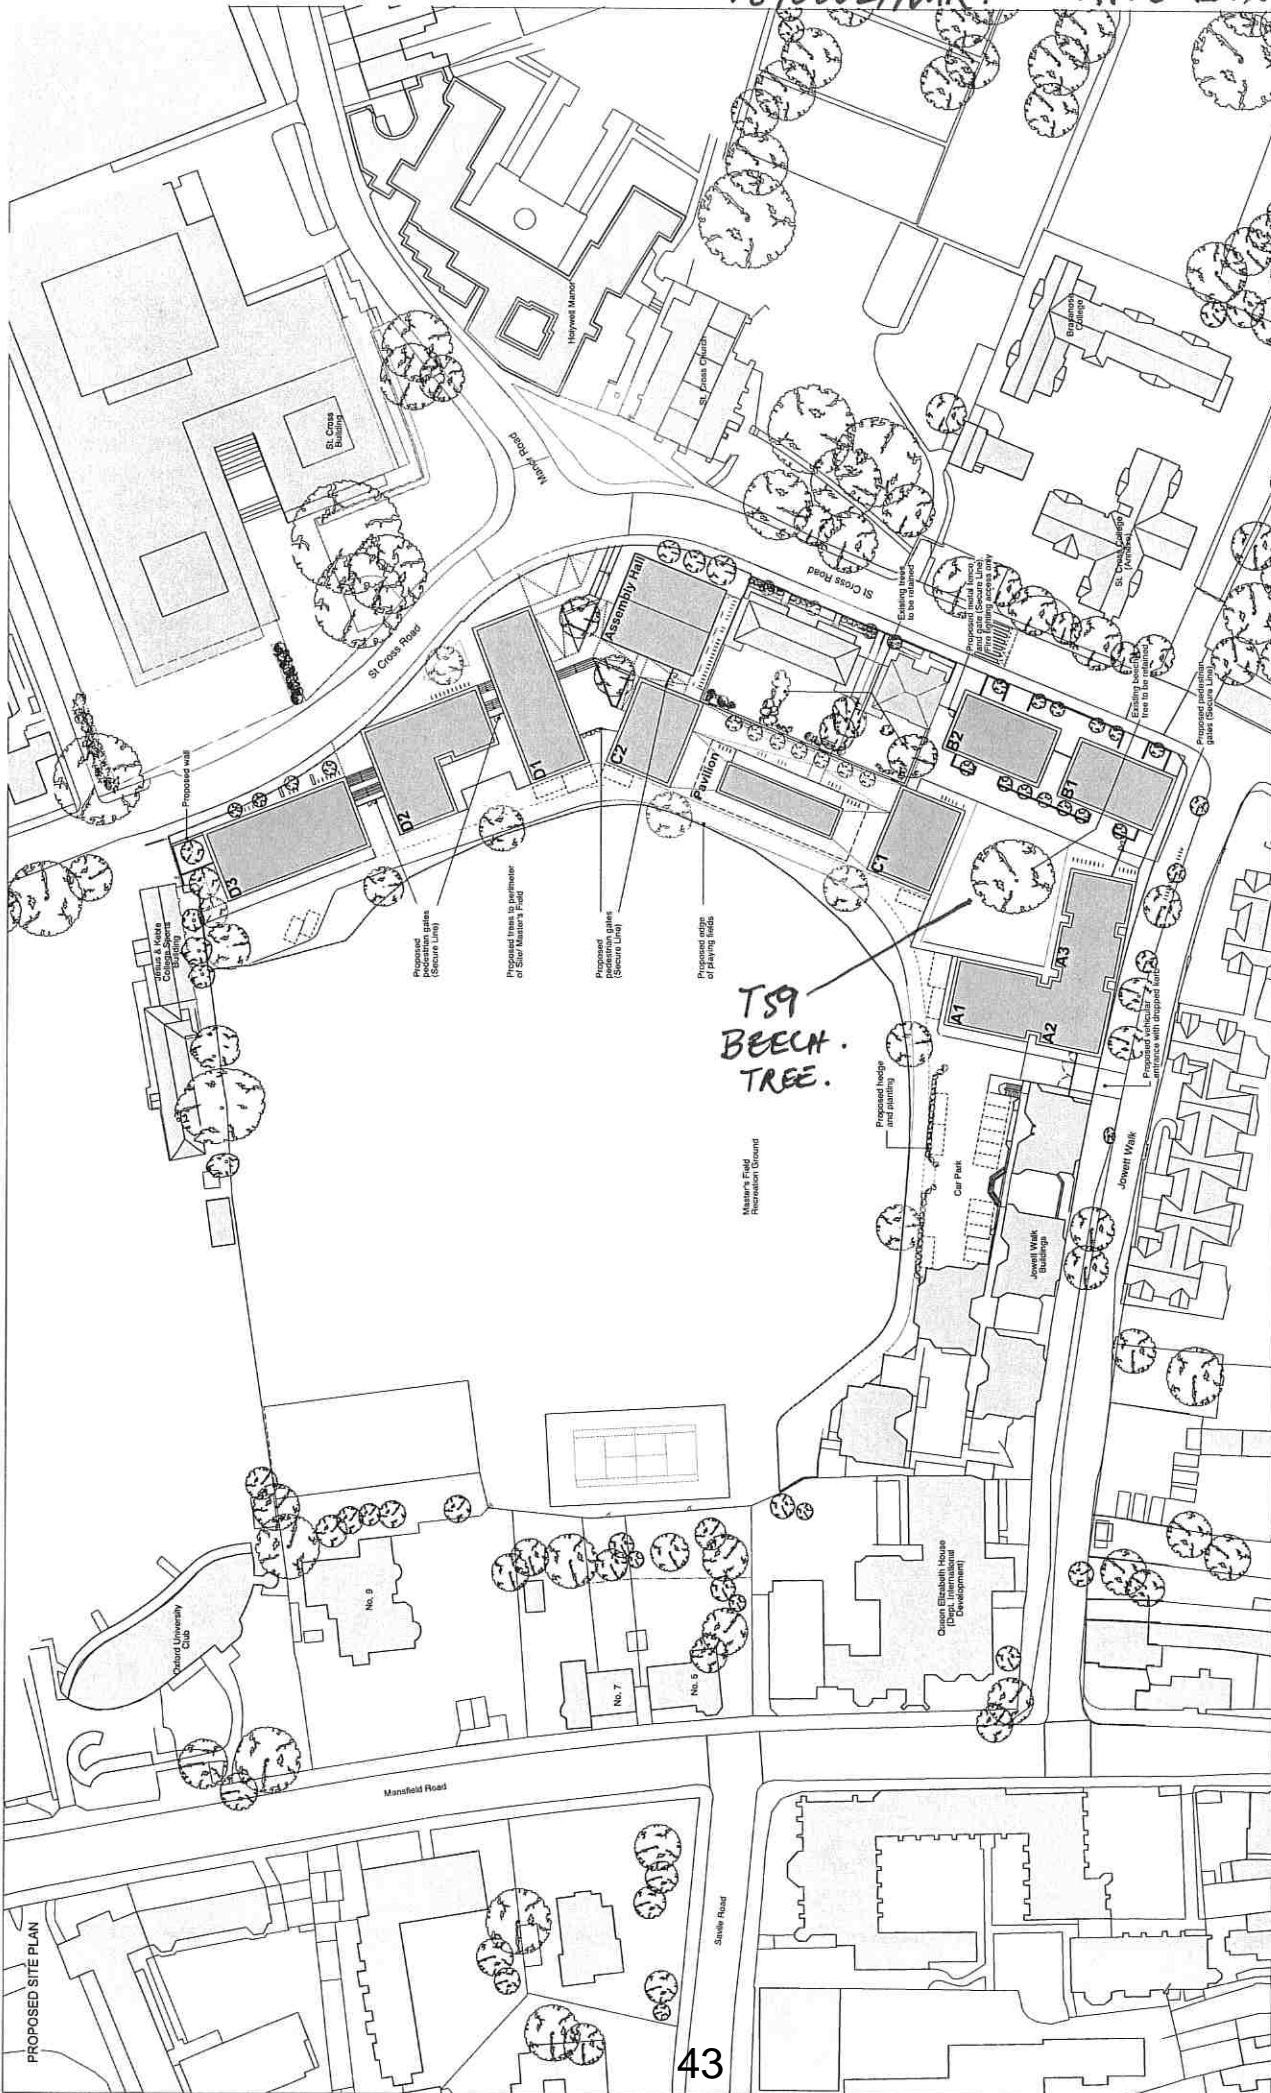 PROPOSED SITE PLAN
St. Cross
Building
Holywell Manor
St. Cross Church
Manor Road
St Cross Road
St Cross Road
Brasenose
College
St. Cross College
(Annexe)
Existing trees
to be retained
Proposed metal fence
and gate (Secure Line)
Fire fighting access only
Existing beech
tree to be retained
Proposed pedestrian
gates (Secure Line)
Proposed wall
Assembly Hall
D1
D2
D3
C2
Pavilion
C1
B2
B1
A1
A2
A3
Jesus & Keble
College Sports
Building
Proposed
pedestrian gates
(Secure Line)
Proposed trees to perimeter
of Site/ Master's Field
Proposed
pedestrian gates
(Secure Line)
Proposed edge
of playing fields
T59
BEECH.
TREE.
Proposed hedge
and planting
Master's Field
Recreation Ground
Car Park
Proposed vehicular
entrance with dropped kerb
Jowett Walk
Jowett Walk
Buildings
Oxford University
Club
No. 9
No. 7
No. 5
Queen Elizabeth House
(Dept. International
Development)
Mansfield Road
Savile Road
43